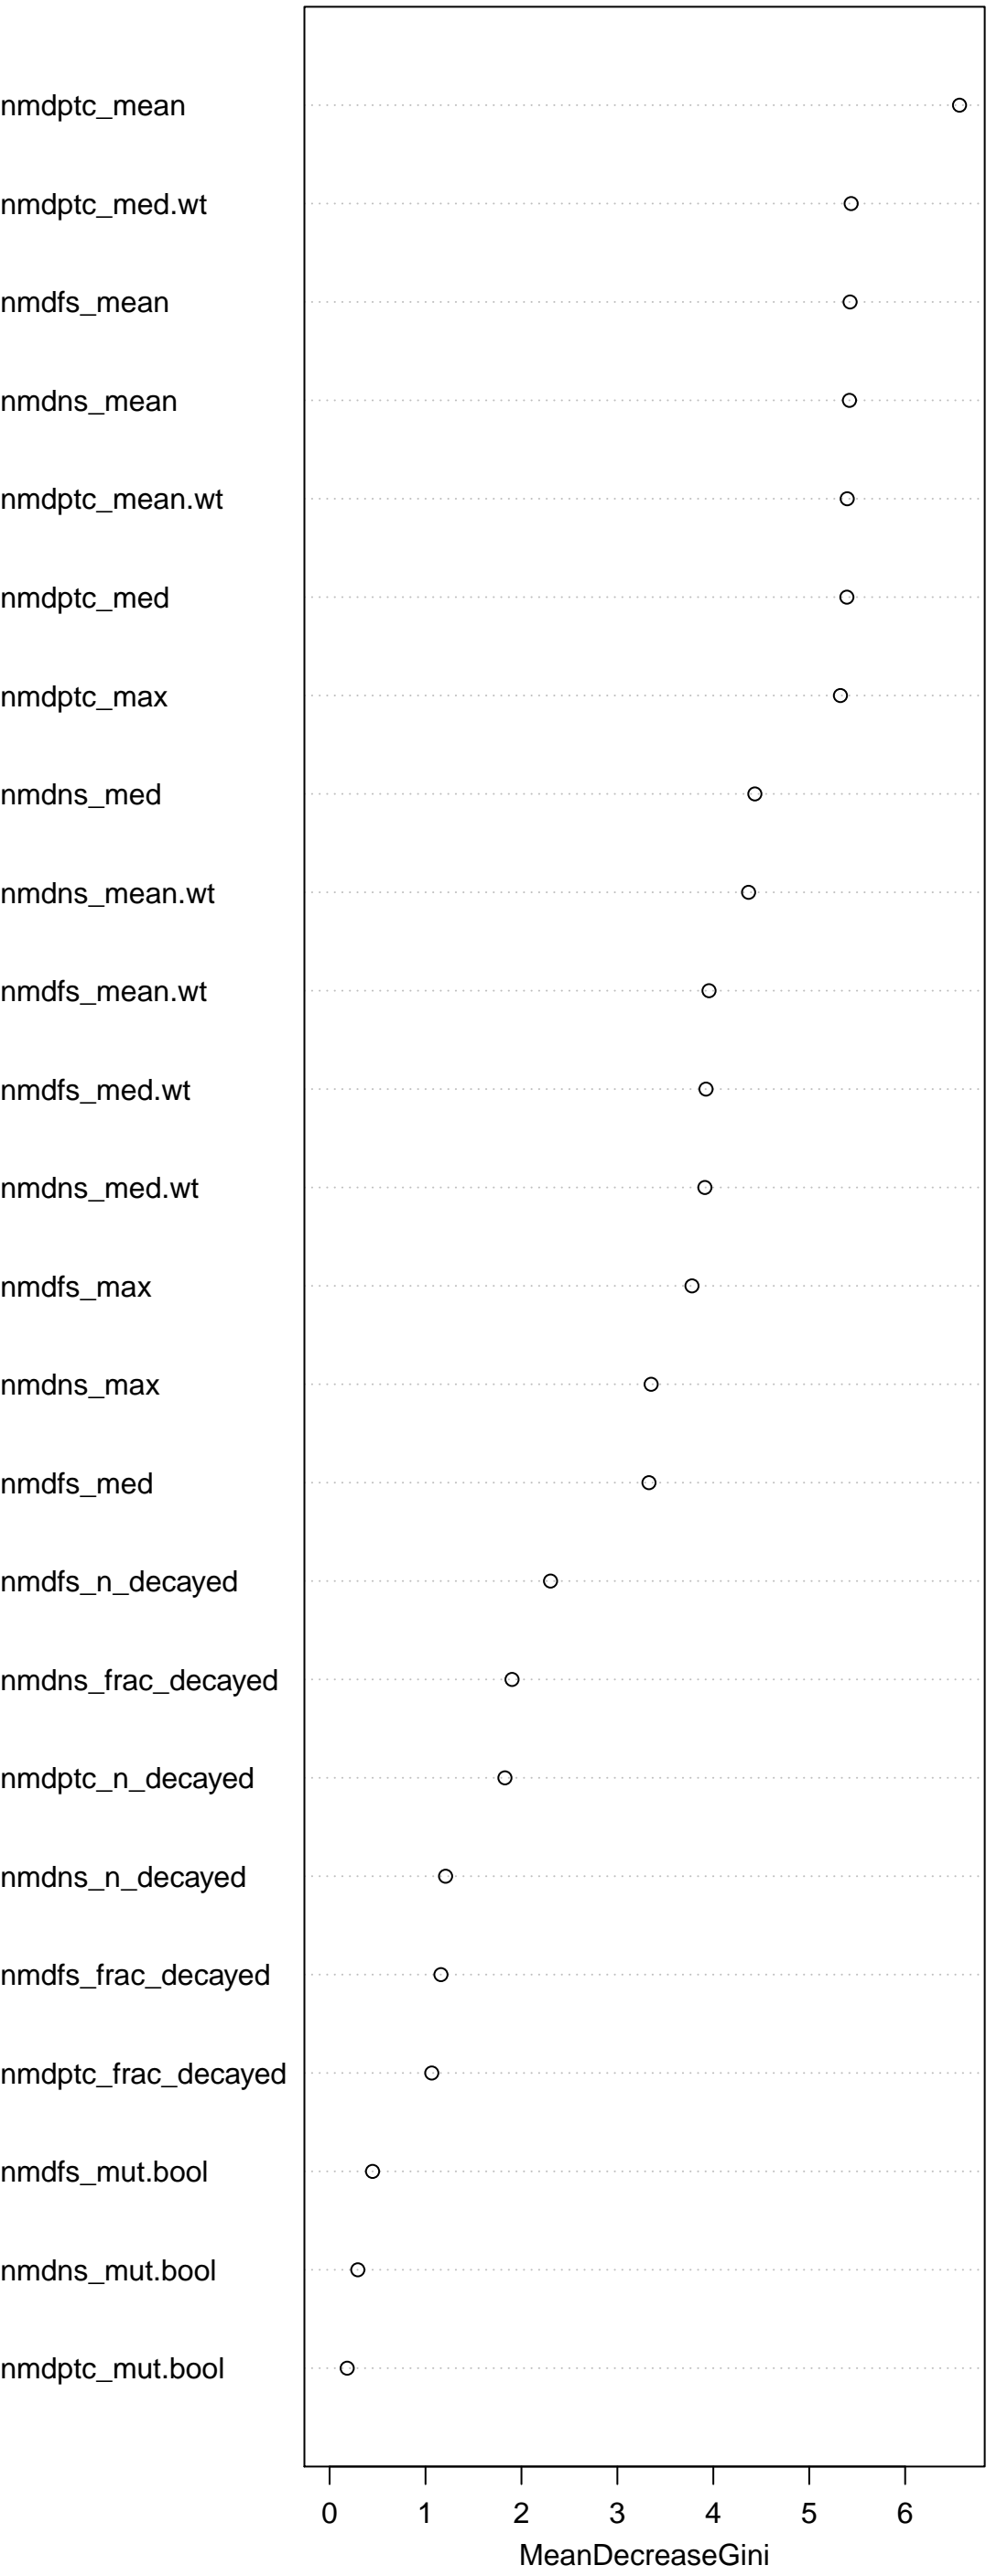 nmdptc_mean
nmdptc_med.wt
nmdfs_mean
nmdns_mean
nmdptc_mean.wt
nmdptc_med
nmdptc_max
nmdns_med
nmdns_mean.wt
nmdfs_mean.wt
nmdfs_med.wt
nmdns_med.wt
nmdfs_max
nmdns_max
nmdfs_med
nmdfs_n_decayed
nmdns_frac_decayed
nmdptc_n_decayed
nmdns_n_decayed
nmdfs_frac_decayed
nmdptc_frac_decayed
nmdfs_mut.bool
nmdns_mut.bool
nmdptc_mut.bool
0 1 2 3 4 5 6
MeanDecreaseGini